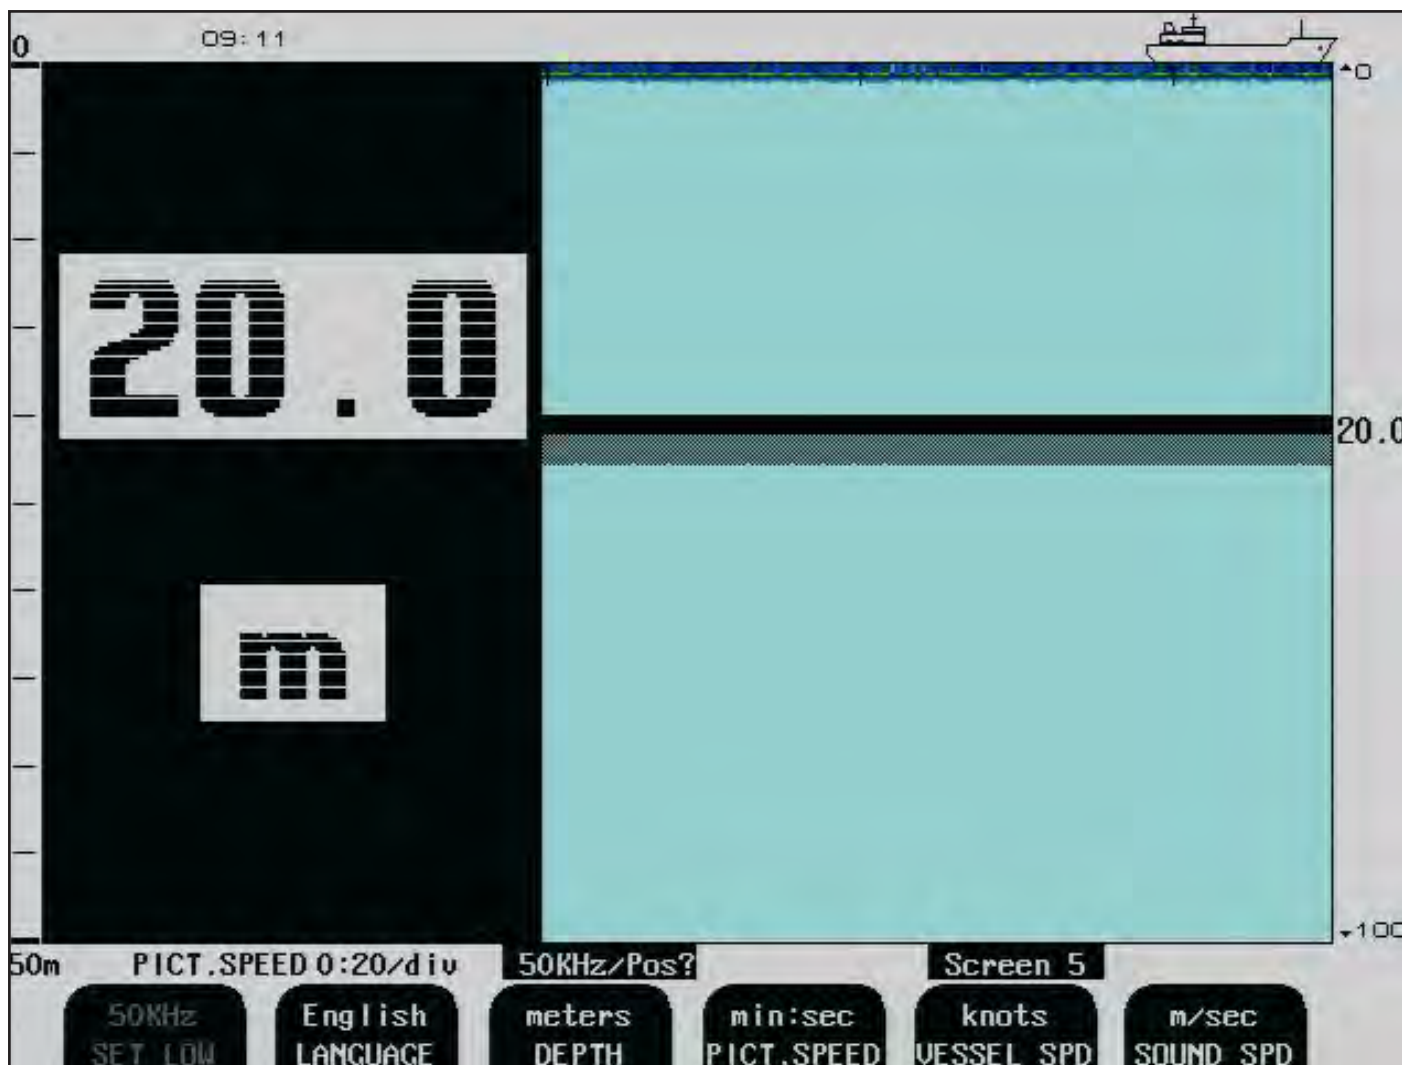 09:11
0
0
20.0
20.0
m
100
50m PICT.SPEED 0:20/div 50KHz/Pos? Screen 5
50KHz English meters min:sec knots m/sec
SET LOW LANGUAGE DEPTH PICT.SPEED VESSEL SPD SOUND SPD